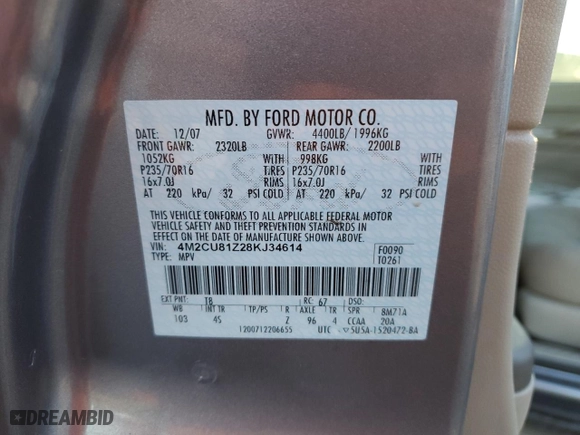 MFD. BY FORD MOTOR CO.
DATE: 12/07 GVWR: 4400LB/ 1996KG
FRONT GAWR: 2320LB REAR GAWR: 2200LB
1052KG WITH 998KG WITH
P235/70R16 TIRES P235/70R16 TIRES
16x7.0J RIMS 16x7.0J RIMS
AT 220 kPa/ 32 PSI COLD AT 220 kPa/ 32 PSI COLD
THIS VEHICLE CONFORMS TO ALL APPLICABLE FEDERAL MOTOR
VEHICLE SAFETY AND THEFT PREVENTION STANDARDS IN
EFFECT ON THE DATE OF MANUFACTURE SHOWN ABOVE.
VIN: 4M2CU81Z28KJ34614 F0090
TYPE: MPV T0261
EXT PNT: T8 RC: 67 DSO:
WB INT TR TP/PS R AXLE TR SPR 8M71A
103 45 Z 96 4 CCAA 20A
1200712206655 UTC 5U5A-1520472-BA
DREAMBID